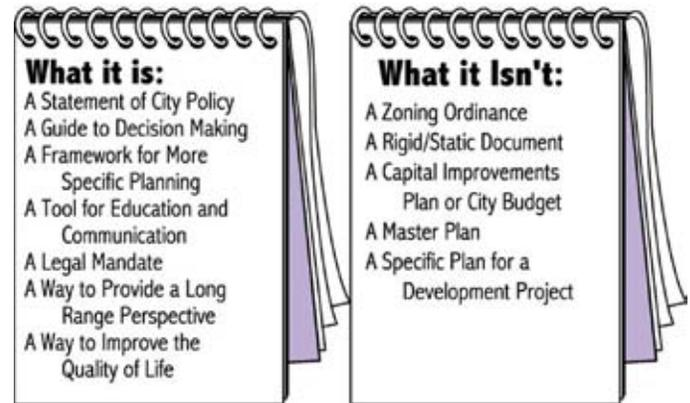 What it is:
A Statement of City Policy
A Guide to Decision Making
A Framework for More
Specific Planning
A Tool for Education and
Communication
A Legal Mandate
A Way to Provide a Long
Range Perspective
A Way to Improve the
Quality of Life
What it Isn't:
A Zoning Ordinance
A Rigid/Static Document
A Capital Improvements
Plan or City Budget
A Master Plan
A Specific Plan for a
Development Project